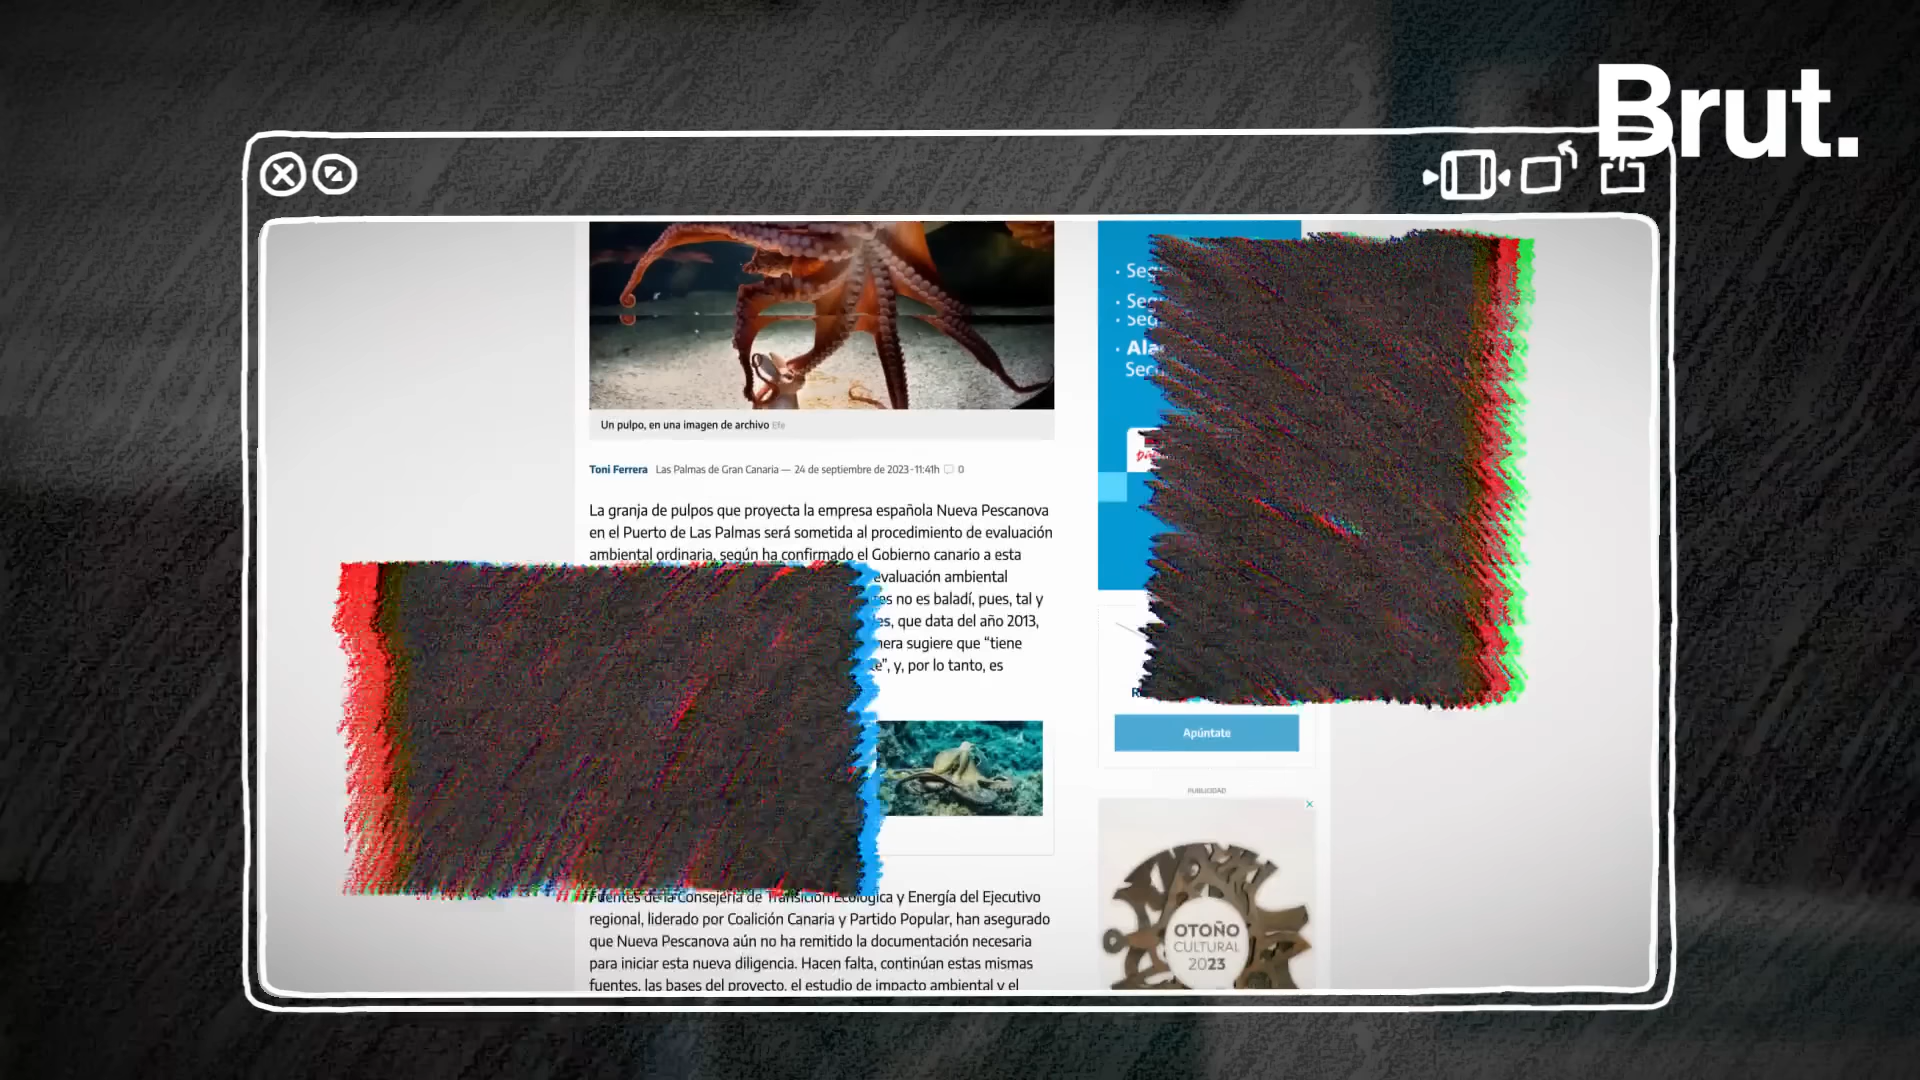 Brut.
Un pulpo, en una imagen de archivo Efe
Toni Ferrera Las Palmas de Gran Canaria — 24 de septiembre de 2023 - 11:41h 0
La granja de pulpos que proyecta la empresa española Nueva Pescanova
en el Puerto de Las Palmas será sometida al procedimiento de evaluación
ambiental ordinaria, según ha confirmado el Gobierno canario a esta
evaluación ambiental
no es baladí, pues, tal y
que data del año 2013,
sugiere que “tiene
y, por lo tanto, es
Fuentes de la Consejería de Transición Ecológica y Energía del Ejecutivo
regional, liderado por Coalición Canaria y Partido Popular, han asegurado
que Nueva Pescanova aún no ha remitido la documentación necesaria
para iniciar esta nueva diligencia. Hacen falta, continúan estas mismas
fuentes, las bases del proyecto, el estudio de impacto ambiental y el
Apúntate
PUBLICIDAD
OTOÑO
CULTURAL
2023